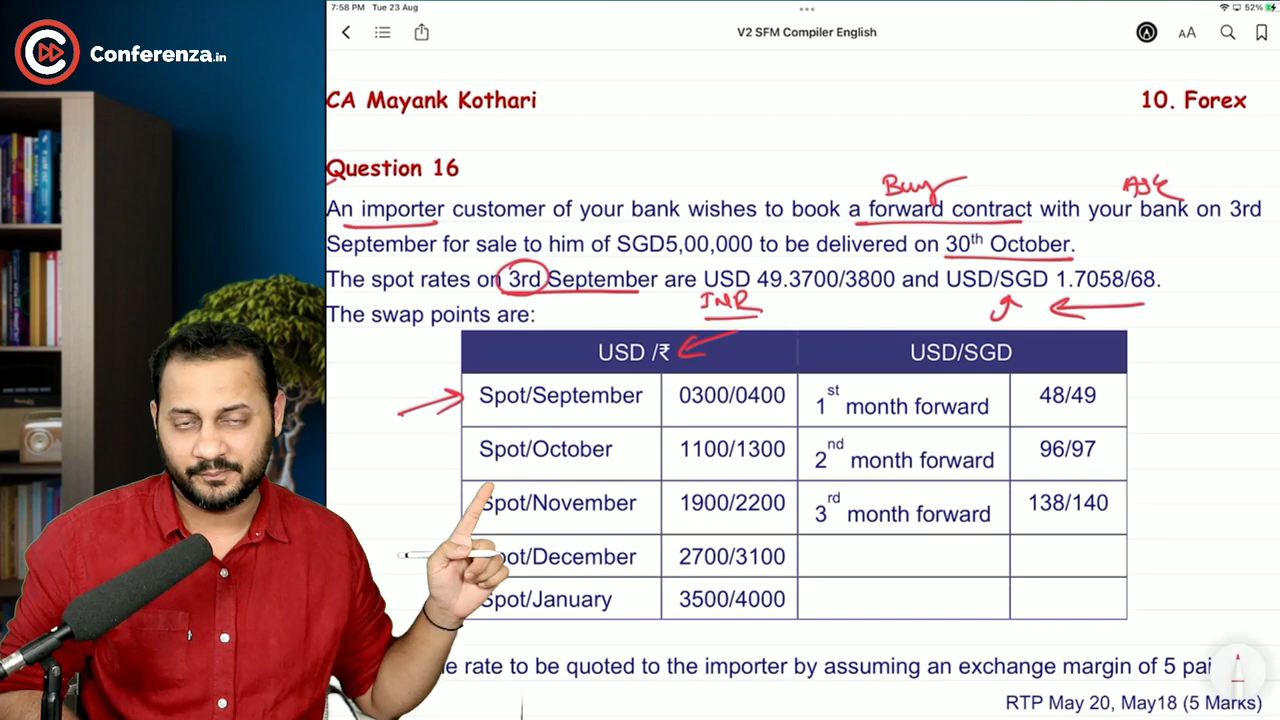 7:58 PM Tue 23 Aug
52%
Conferenza.in
V2 SFM Compiler English
AA
CA Mayank Kothari
10. Forex
Question 16
Buy
Ask
An importer customer of your bank wishes to book a forward contract with your bank on 3rd
September for sale to him of SGD5,00,000 to be delivered on 30th October.
The spot rates on 3rd September are USD 49.3700/3800 and USD/SGD 1.7058/68.
INR
The swap points are:
USD /₹ USD/SGD
Spot/September 0300/0400 1st month forward 48/49
Spot/October 1100/1300 2nd month forward 96/97
Spot/November 1900/2200 3rd month forward 138/140
Spot/December 2700/3100
Spot/January 3500/4000
rate to be quoted to the importer by assuming an exchange margin of 5
RTP May 20, May18 (5 Marks)